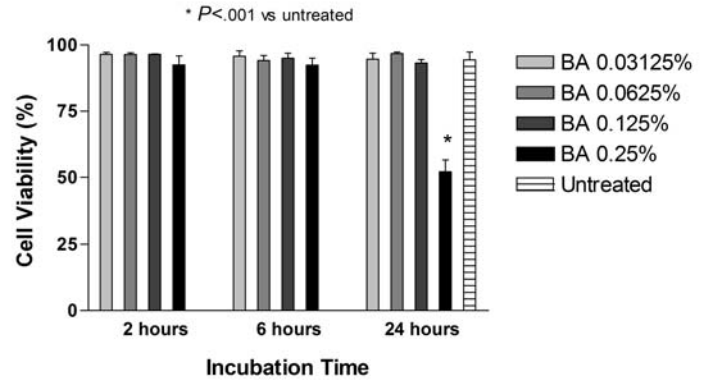 * P<.001 vs untreated
100
75
50
25
0
Cell Viability (%)
*
2 hours
6 hours
24 hours
Incubation Time
BA 0.03125%
BA 0.0625%
BA 0.125%
BA 0.25%
Untreated